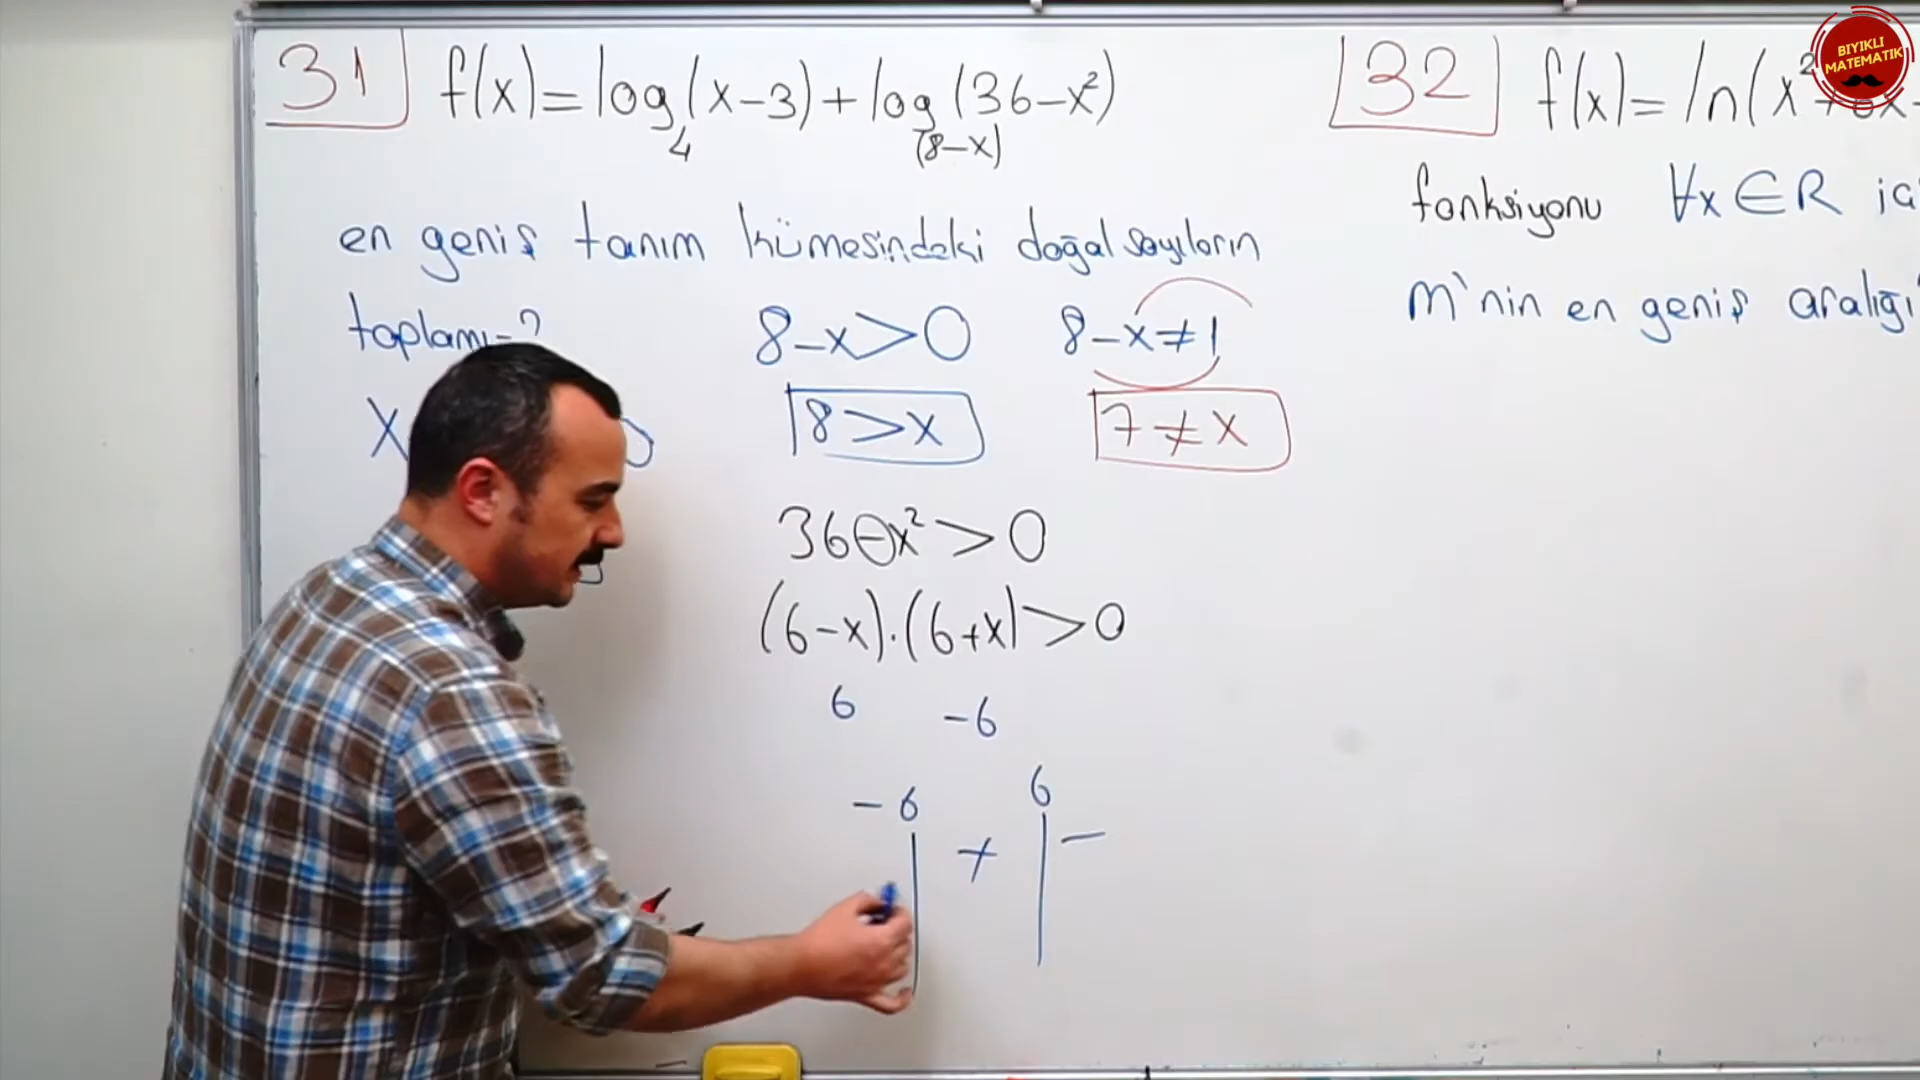 31 f(x)=log₄(x-3)+log₍₈₋ₓ₎(36-x²)
en geniş tanım kümesindeki doğal sayıların
toplamı=?
8-x>0 8-x≠1
x
8>x 7≠x
36-x²>0
(6-x).(6+x)>0
6 -6
-6 6
+ -
32 f(x)=ln(x²+6x-
fonksiyonu ∀x∈R iç
m'nin en geniş aralığı
BIYIKLI
MATEMATIK